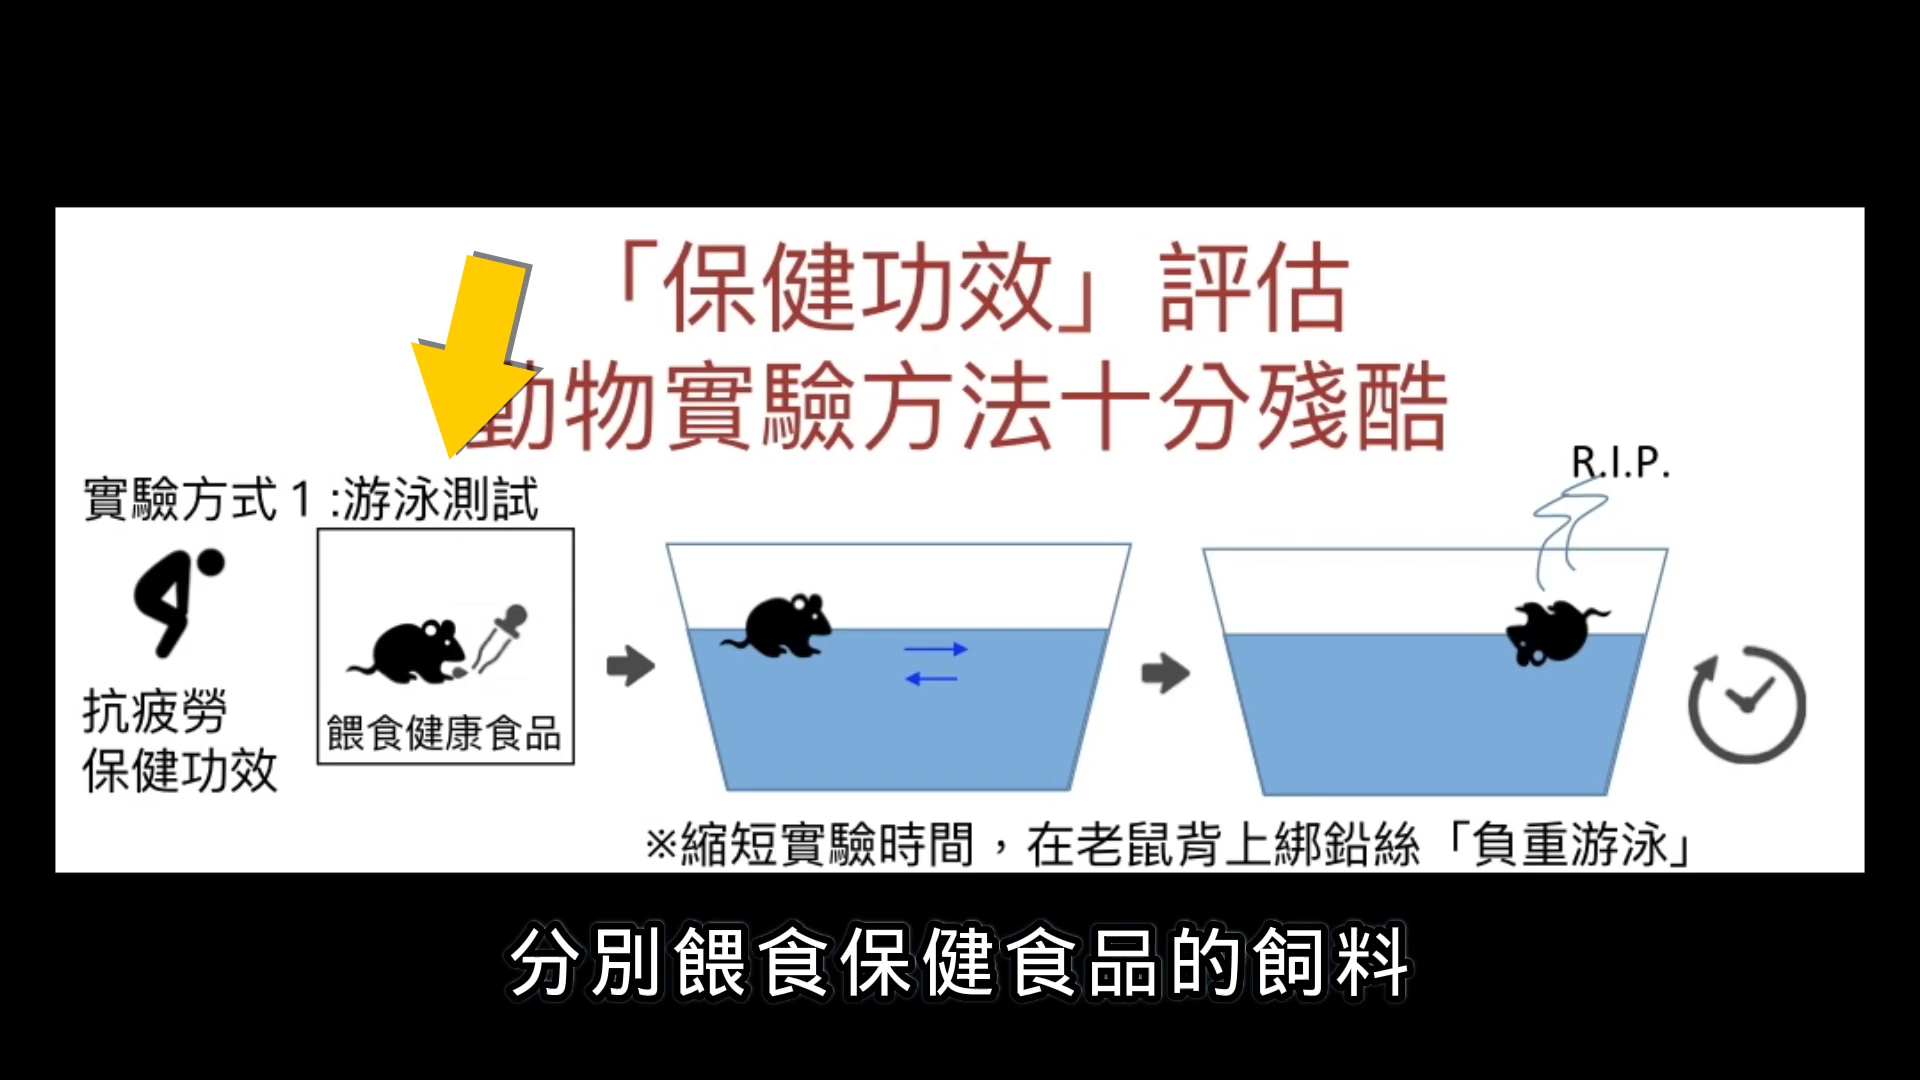 「保健功效」評估
動物實驗方法十分殘酷
R.I.P.
實驗方式1:游泳測試
抗疲勞
保健功效
餵食健康食品
※縮短實驗時間，在老鼠背上綁鉛絲「負重游泳」
分別餵食保健食品的飼料